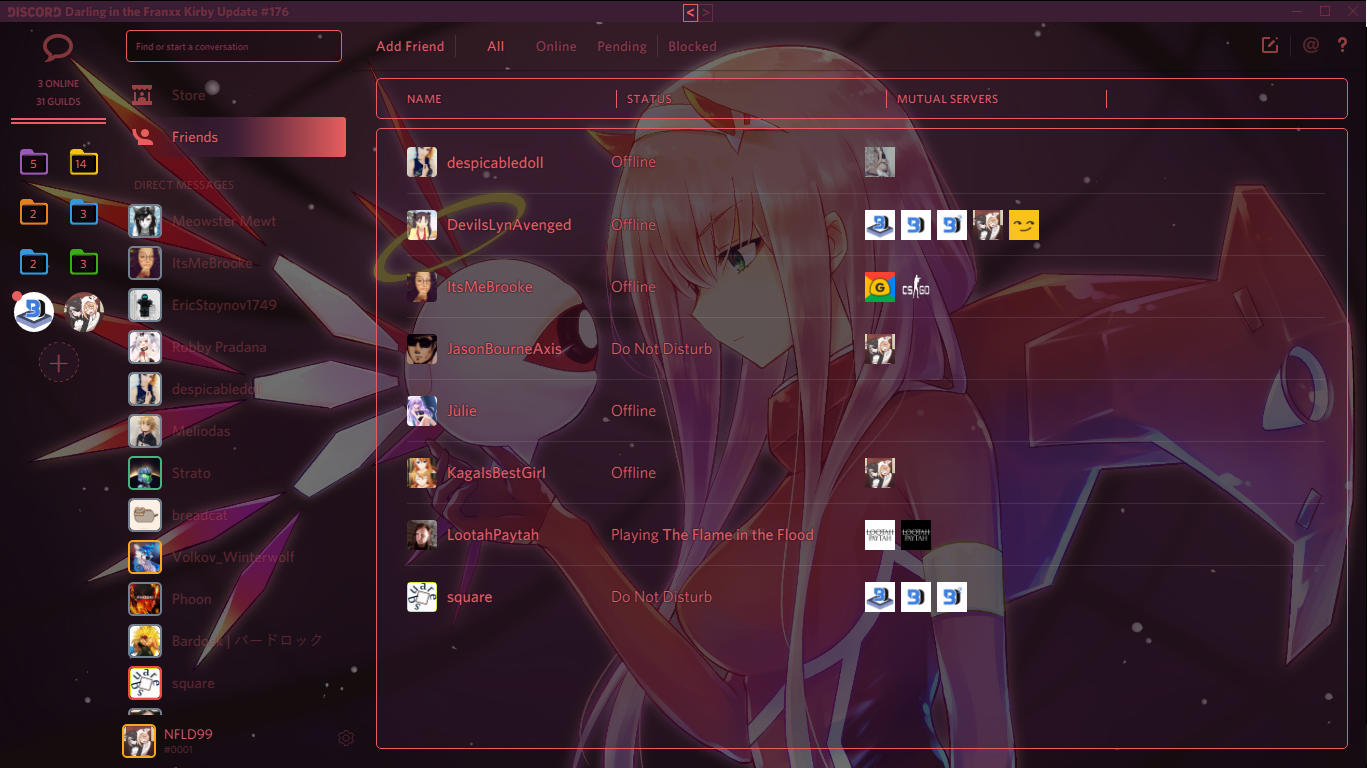 DISCORD Darling in the Franxx Kirby Update #176
< >
3 ONLINE
31 GUILDS
5
14
2
3
2
3
Find or start a conversation
Store
Friends
DIRECT MESSAGES
Meowster Mewt
ItsMeBrooke
EricStoynov1749
Robby Pradana
despicabledoll
Meliodas
Strato
breadcat
Volkov_Winterwolf
Phoon
Bardock | バードロック
square
NFLD99
#0001
Add Friend All Online Pending Blocked
@ ?
NAME STATUS MUTUAL SERVERS
despicabledoll Offline
DevilsLynAvenged Offline
ItsMeBrooke Offline G CS GO
JasonBourneAxis Do Not Disturb
Jùlie Offline
KagaIsBestGirl Offline
LootahPaytah Playing The Flame in the Flood LOOTAH PAYTAH LOOTAH PAYTAH
square Do Not Disturb